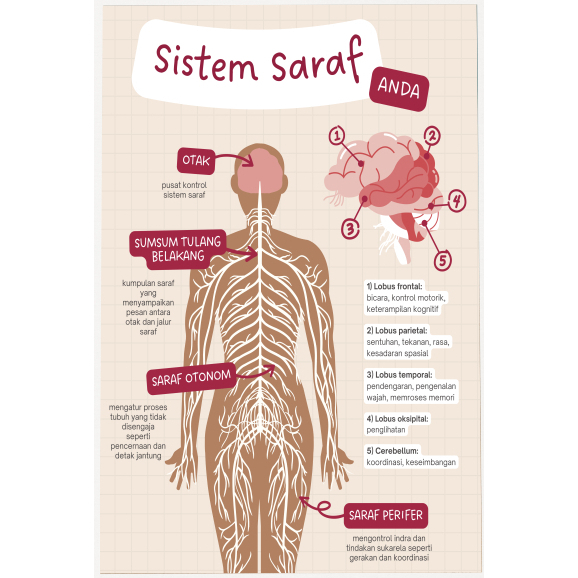 Sistem Saraf
ANDA
OTAK
pusat kontrol
sistem saraf
SUMSUM TULANG
BELAKANG
kumpulan saraf
yang
menyampaikan
pesan antara
otak dan jalur
saraf
SARAF OTONOM
mengatur proses
tubuh yang tidak
disengaja
seperti
pencernaan dan
detak jantung
1
2
3
4
5
1) Lobus frontal:
bicara, kontrol motorik,
keterampilan kognitif
2) Lobus parietal:
sentuhan, tekanan, rasa,
kesadaran spasial
3) Lobus temporal:
pendengaran, pengenalan
wajah, memroses memori
4) Lobus oksipital:
penglihatan
5) Cerebellum:
koordinasi, keseimbangan
SARAF PERIFER
mengontrol indra dan
tindakan sukarela seperti
gerakan dan koordinasi